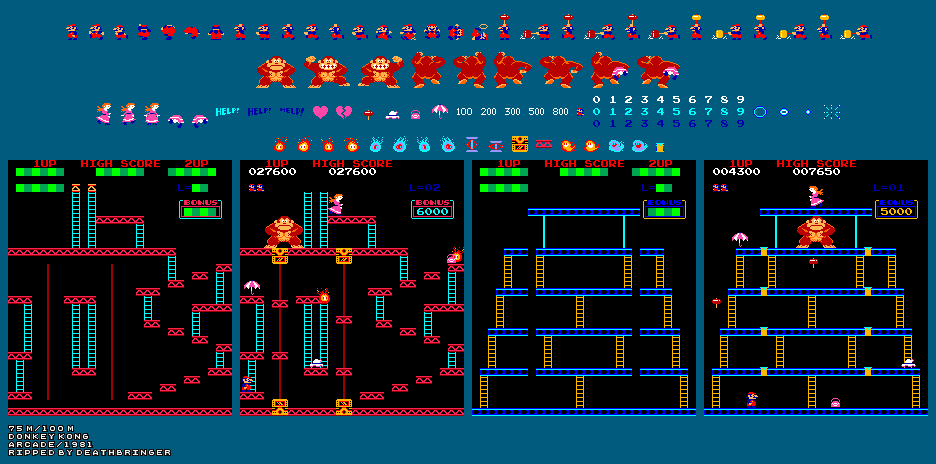 HELP! HELP! HELP! 100 200 300 500 800
0 1 2 3 4 5 6 7 8 9
0 1 2 3 4 5 6 7 8 9
0 1 2 3 4 5 6 7 8 9
1UP HIGH SCORE 2UP
L=
BONUS
1UP HIGH SCORE
027600 027600
L=02
BONUS
6000
1UP HIGH SCORE 2UP
L=
BONUS
1UP HIGH SCORE
004300 007650
L=01
BONUS
5000
75 M/100 M
DONKEY KONG
ARCADE/1981
RIPPED BY DEATHBRINGER